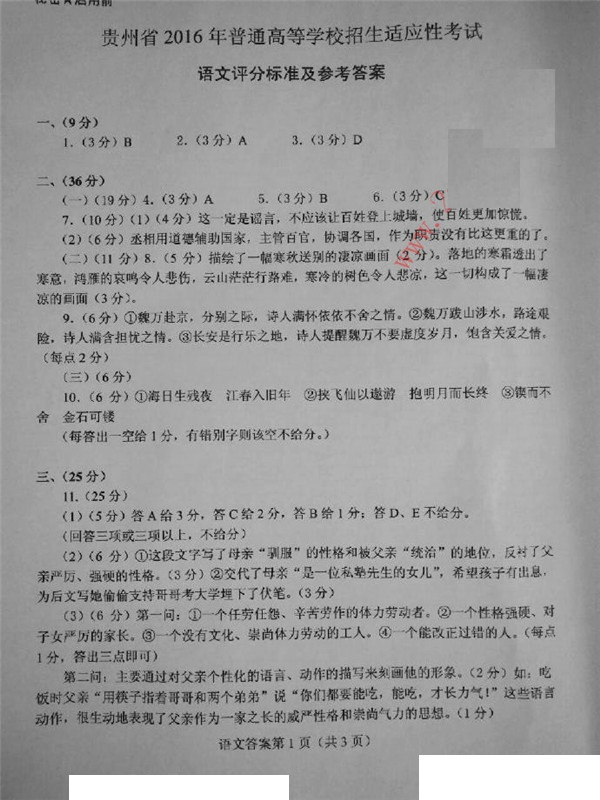 贵州省 2016 年普通高等学校招生适应性考试
语文评分标准及参考答案
一、(9 分)
1.(3 分) B 2.(3 分) A 3.(3 分) D
二、(36 分)
(一)(19 分) 4.(3 分) A 5.(3 分) B 6.(3 分) C
7.(10 分)(1)(4 分) 这一定是谣言，不应该让百姓登上城墙，使百姓更加惊慌。
(2)(6 分) 丞相用道德辅助国家，主管百官，协调各国，作为职责没有比这更重的了。
(二)(11 分) 8.(5 分) 描绘了一幅寒秋送别的凄凉画面(2 分)。落地的寒霜透出了
寒意，鸿雁的哀鸣令人悲伤，云山茫茫行路难，寒冷的树色令人悲凉，这一切构成了一幅凄
凉的画面(3 分)。
9.(6 分)①魏万赴京，分别之际，诗人满怀依依不舍之情。②魏万跋山涉水，路途艰
险，诗人满含担忧之情。③长安是行乐之地，诗人提醒魏万不要虚度岁月，饱含关爱之情。
(每点 2 分)
(三)(6 分)
10.(6 分)①海日生残夜 江春入旧年 ②挟飞仙以遨游 抱明月而长终 ③锲而不
舍 金石可镂
(每答出一空给 1 分，有错别字则该空不给分。)
三、(25 分)
11.(25 分)
(1)(5 分) 答 A 给 3 分，答 C 给 2 分，答 B 给 1 分；答 D、E 不给分。
(回答三项或三项以上，不给分)
(2)(6 分)①这段文字写了母亲“驯服”的性格和被父亲“统治”的地位，反衬了父
亲严厉、强硬的性格。(3 分)②交代了母亲“是一位私塾先生的女儿”，希望孩子有出息，
为后文写她偷偷支持哥哥考大学埋下了伏笔。(3 分)
(3)(6 分) 第一问：①一个任劳任怨、辛苦劳作的体力劳动者。②一个性格强硬、对
子女严厉的家长。③一个没有文化、崇尚体力劳动的工人。④一个能改正过错的人。(每点
1 分，答出三点即可)
第二问：主要通过对父亲个性化的语言、动作的描写来刻画他的形象。(2 分) 如：吃
饭时父亲“用筷子指着哥哥和两个弟弟”说“你们都要能吃，能吃，才长力气！”这些语言
动作，很生动地表现了父亲作为一家之长的威严性格和崇尚气力的思想。(1 分)
语文答案第 1 页（共 3 页）